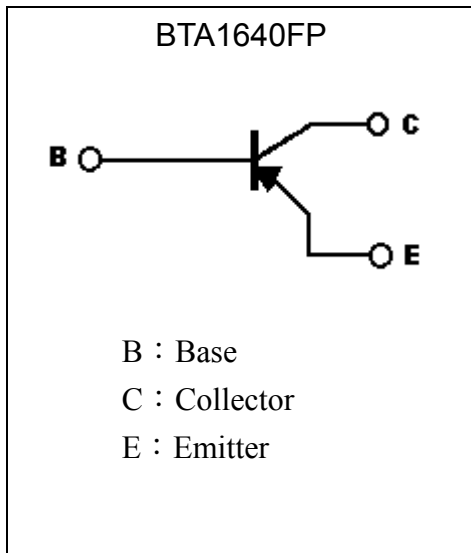 BTA1640FP
C
B
E
B：Base
C：Collector
E：Emitter